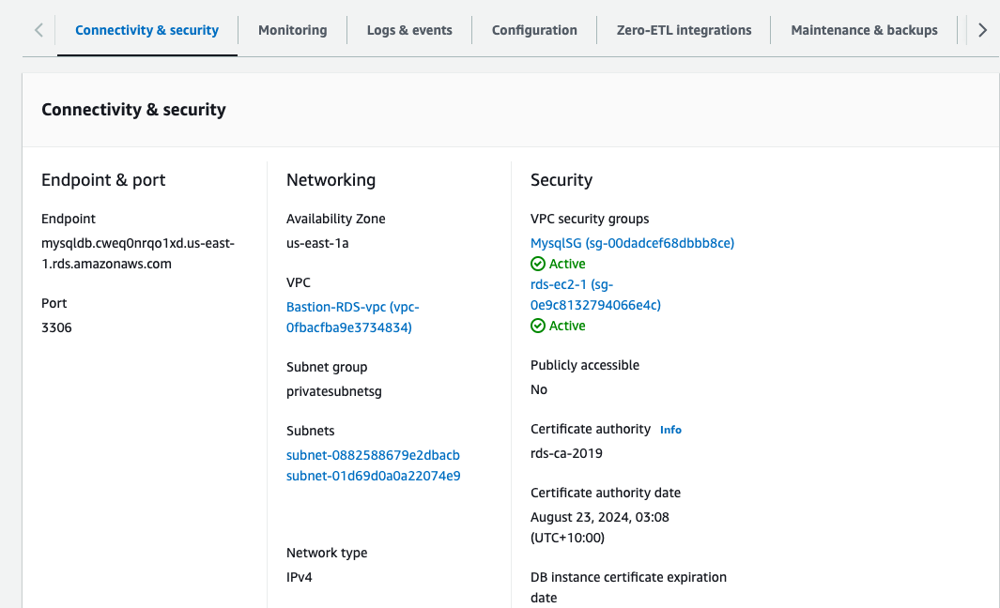 Connectivity & security
Monitoring
Logs & events
Configuration
Zero-ETL integrations
Maintenance & backups
Connectivity & security
Endpoint & port
Endpoint
mysqldb.cweq0nrqo1xd.us-east-
1.rds.amazonaws.com
Port
3306
Networking
Availability Zone
us-east-1a
VPC
Bastion-RDS-vpc (vpc-
0fbacfba9e3734834)
Subnet group
privatesubnetsg
Subnets
subnet-0882588679e2dbacb
subnet-01d69d0a0a22074e9
Network type
IPv4
Security
VPC security groups
MysqlSG (sg-00dadcef68dbbb8ce)
Active
rds-ec2-1 (sg-
0e9c8132794066e4c)
Active
Publicly accessible
No
Certificate authority Info
rds-ca-2019
Certificate authority date
August 23, 2024, 03:08
(UTC+10:00)
DB instance certificate expiration
date